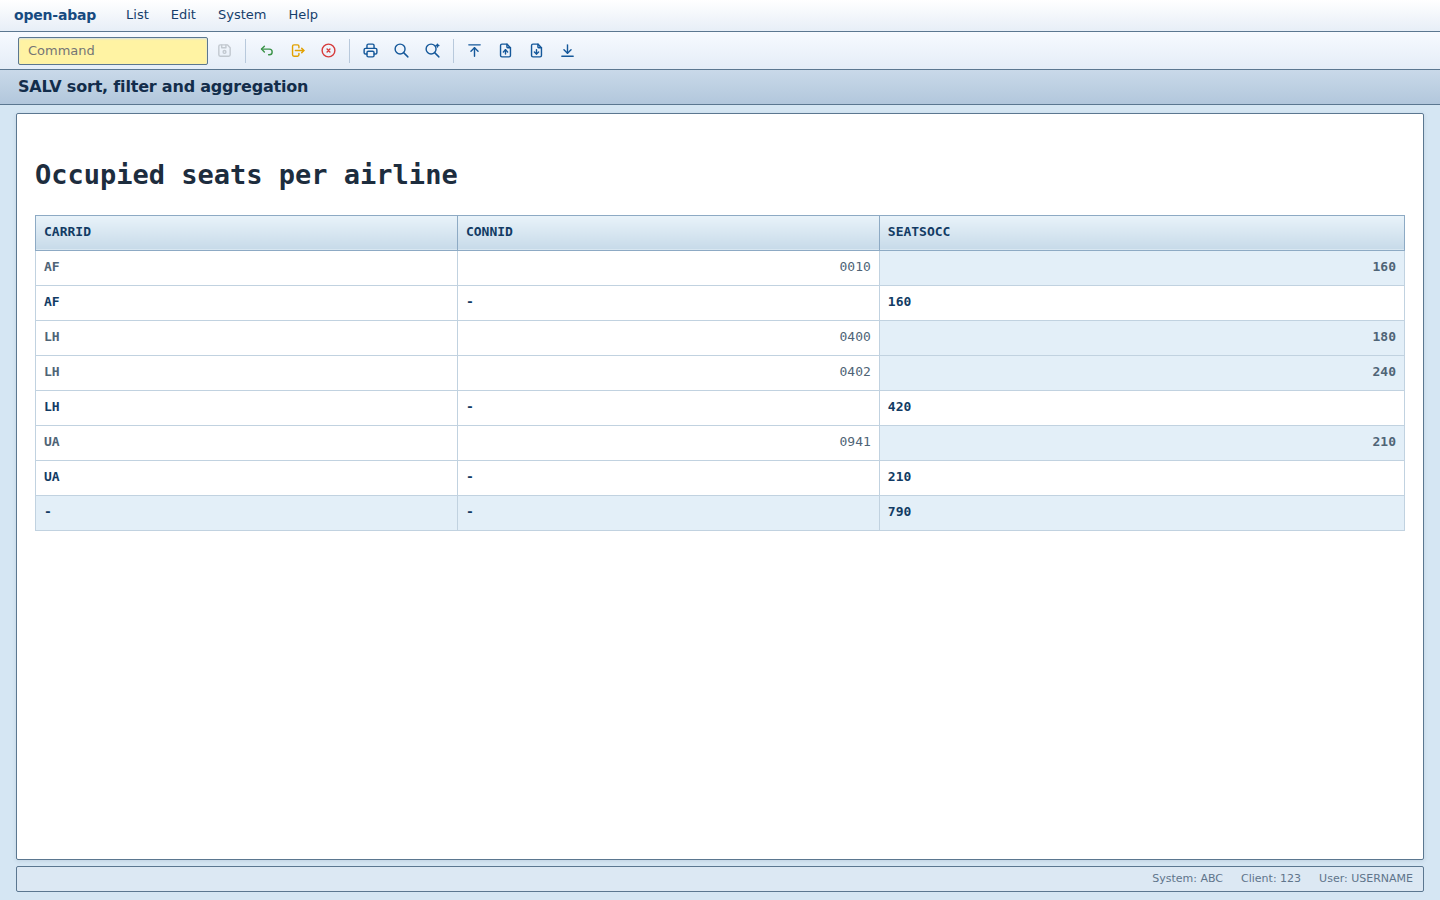 open-abap List Edit System Help
Command
SALV sort, filter and aggregation
Occupied seats per airline
CARRID CONNID SEATSOCC
AF 0010 160
AF - 160
LH 0400 180
LH 0402 240
LH - 420
UA 0941 210
UA - 210
- - 790
System: ABC Client: 123 User: USERNAME